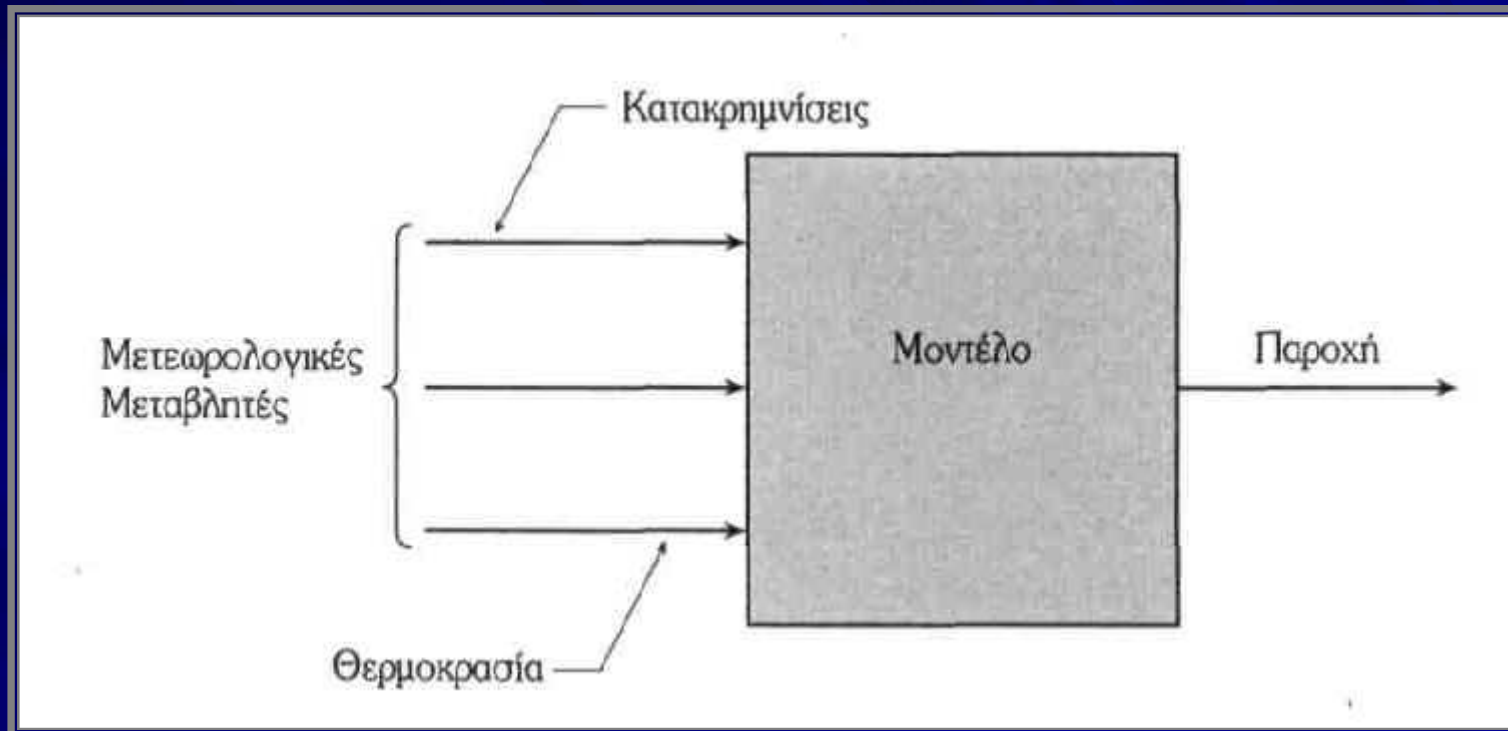 Κατακρημνίσεις
Μετεωρολογικές
Μεταβλητές
Μοντέλο
Παροχή
Θερμοκρασία